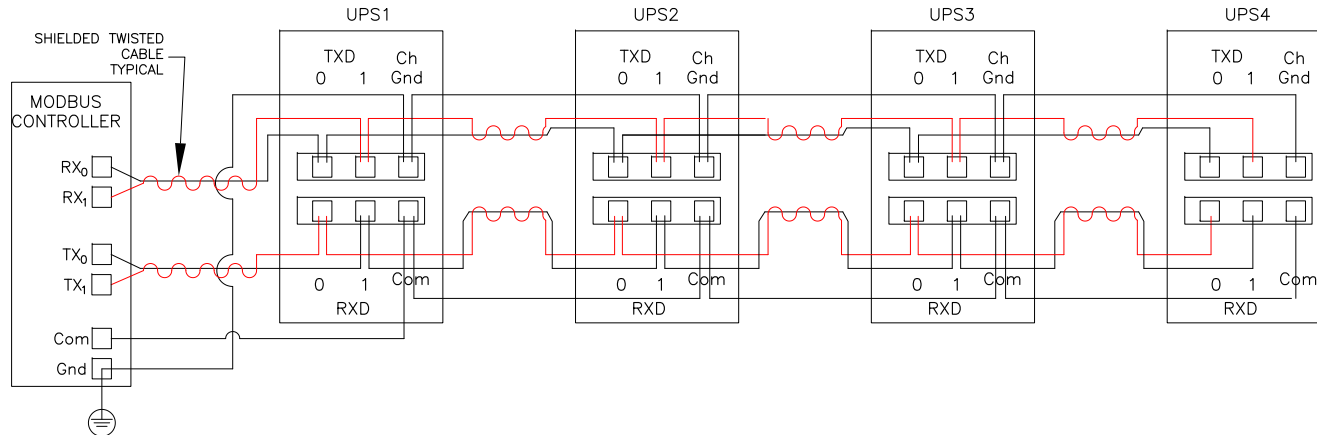 UPS1
UPS2
UPS3
UPS4
SHIELDED TWISTED
CABLE
TYPICAL
MODBUS
CONTROLLER
RX0
RX1
TX0
TX1
Com
Gnd
TXD
0 1
Ch
Gnd
0 1
Com
RXD
TXD
0 1
Ch
Gnd
0 1
Com
RXD
TXD
0 1
Ch
Gnd
0 1
Com
RXD
TXD
0 1
Ch
Gnd
0 1
Com
RXD